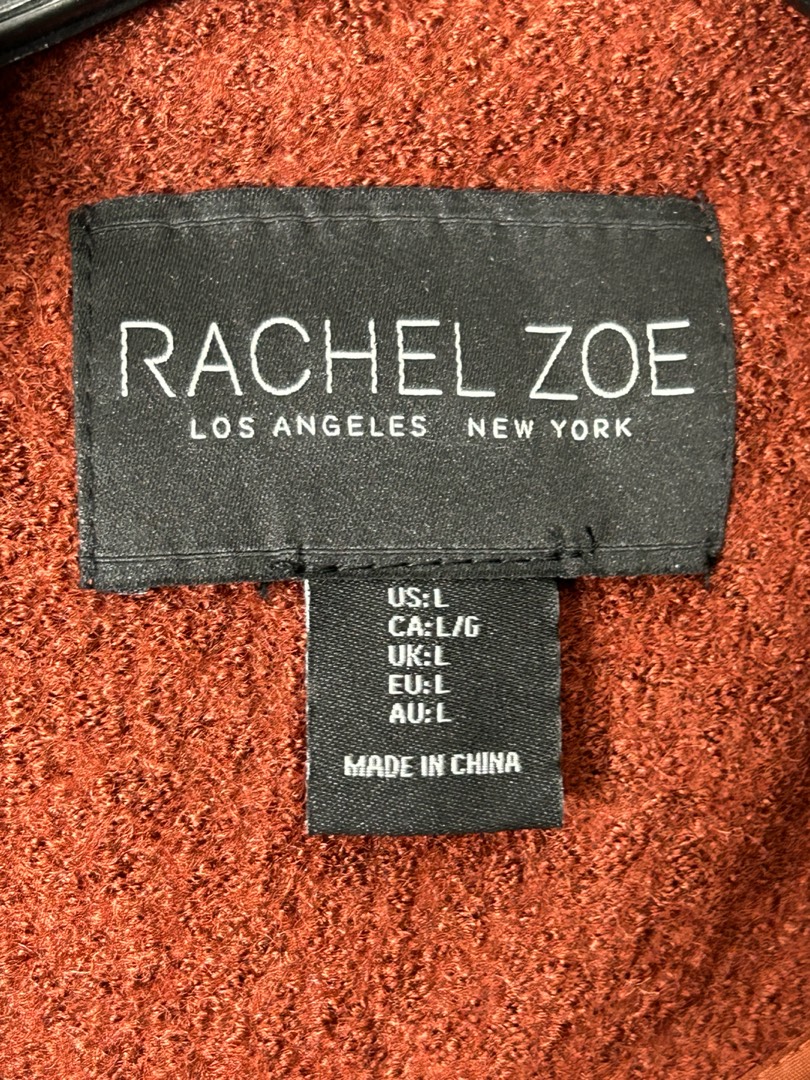 RACHEL ZOE
LOS ANGELES NEW YORK
US:L
CA:L/G
UK:L
EU:L
AU:L
MADE IN CHINA